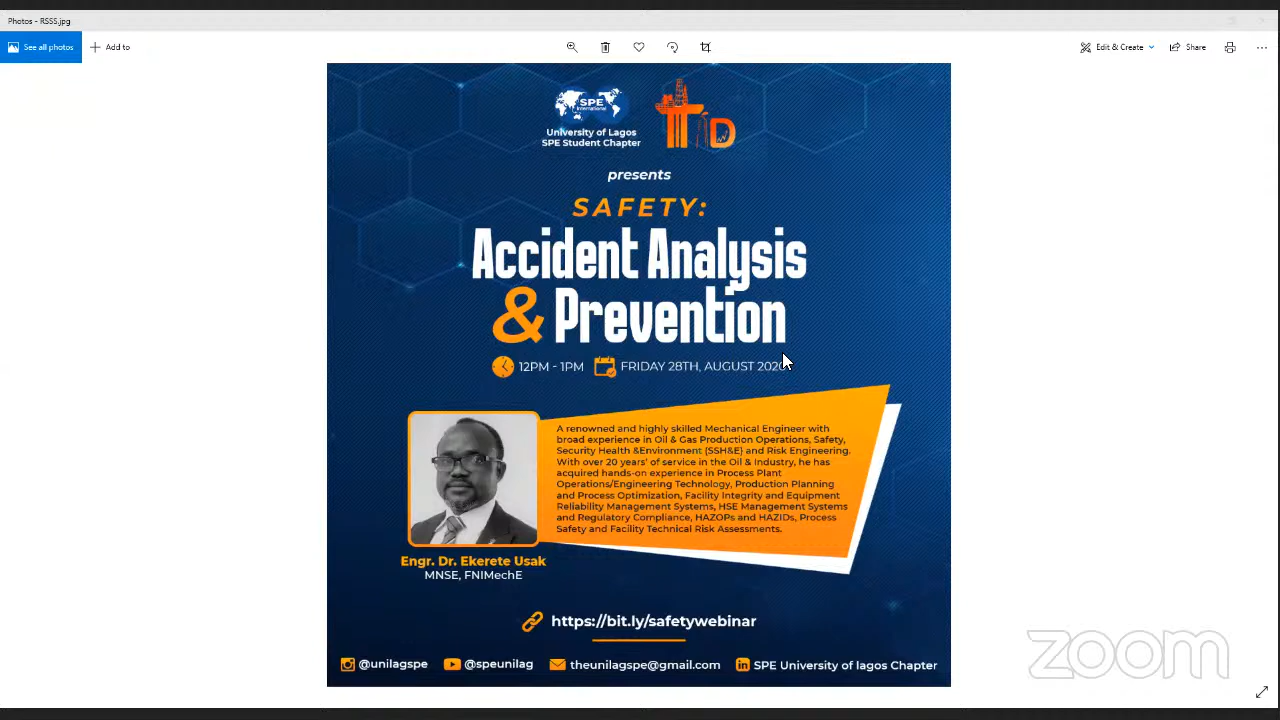 Photos - RSSS.jpg
See all photos
Add to
Edit & Create
Share
SPE
International
University of Lagos
SPE Student Chapter
presents
SAFETY:
Accident Analysis
& Prevention
12PM - 1PM FRIDAY 28TH, AUGUST 2020
A renowned and highly skilled Mechanical Engineer with
broad experience in Oil & Gas Production Operations, Safety,
Security Health &Environment (SSH&E) and Risk Engineering.
With over 20 years' of service in the Oil & Industry, he has
acquired hands-on experience in Process Plant
Operations/Engineering Technology, Production Planning
and Process Optimization, Facility Integrity and Equipment
Reliability Management Systems, HSE Management Systems
and Regulatory Compliance, HAZOPs and HAZIDs, Process
Safety and Facility Technical Risk Assessments.
Engr. Dr. Ekerete Usak
MNSE, FNIMechE
https://bit.ly/safetywebinar
@unilagspe @speunilag theunilagspe@gmail.com SPE University of lagos Chapter
zoom